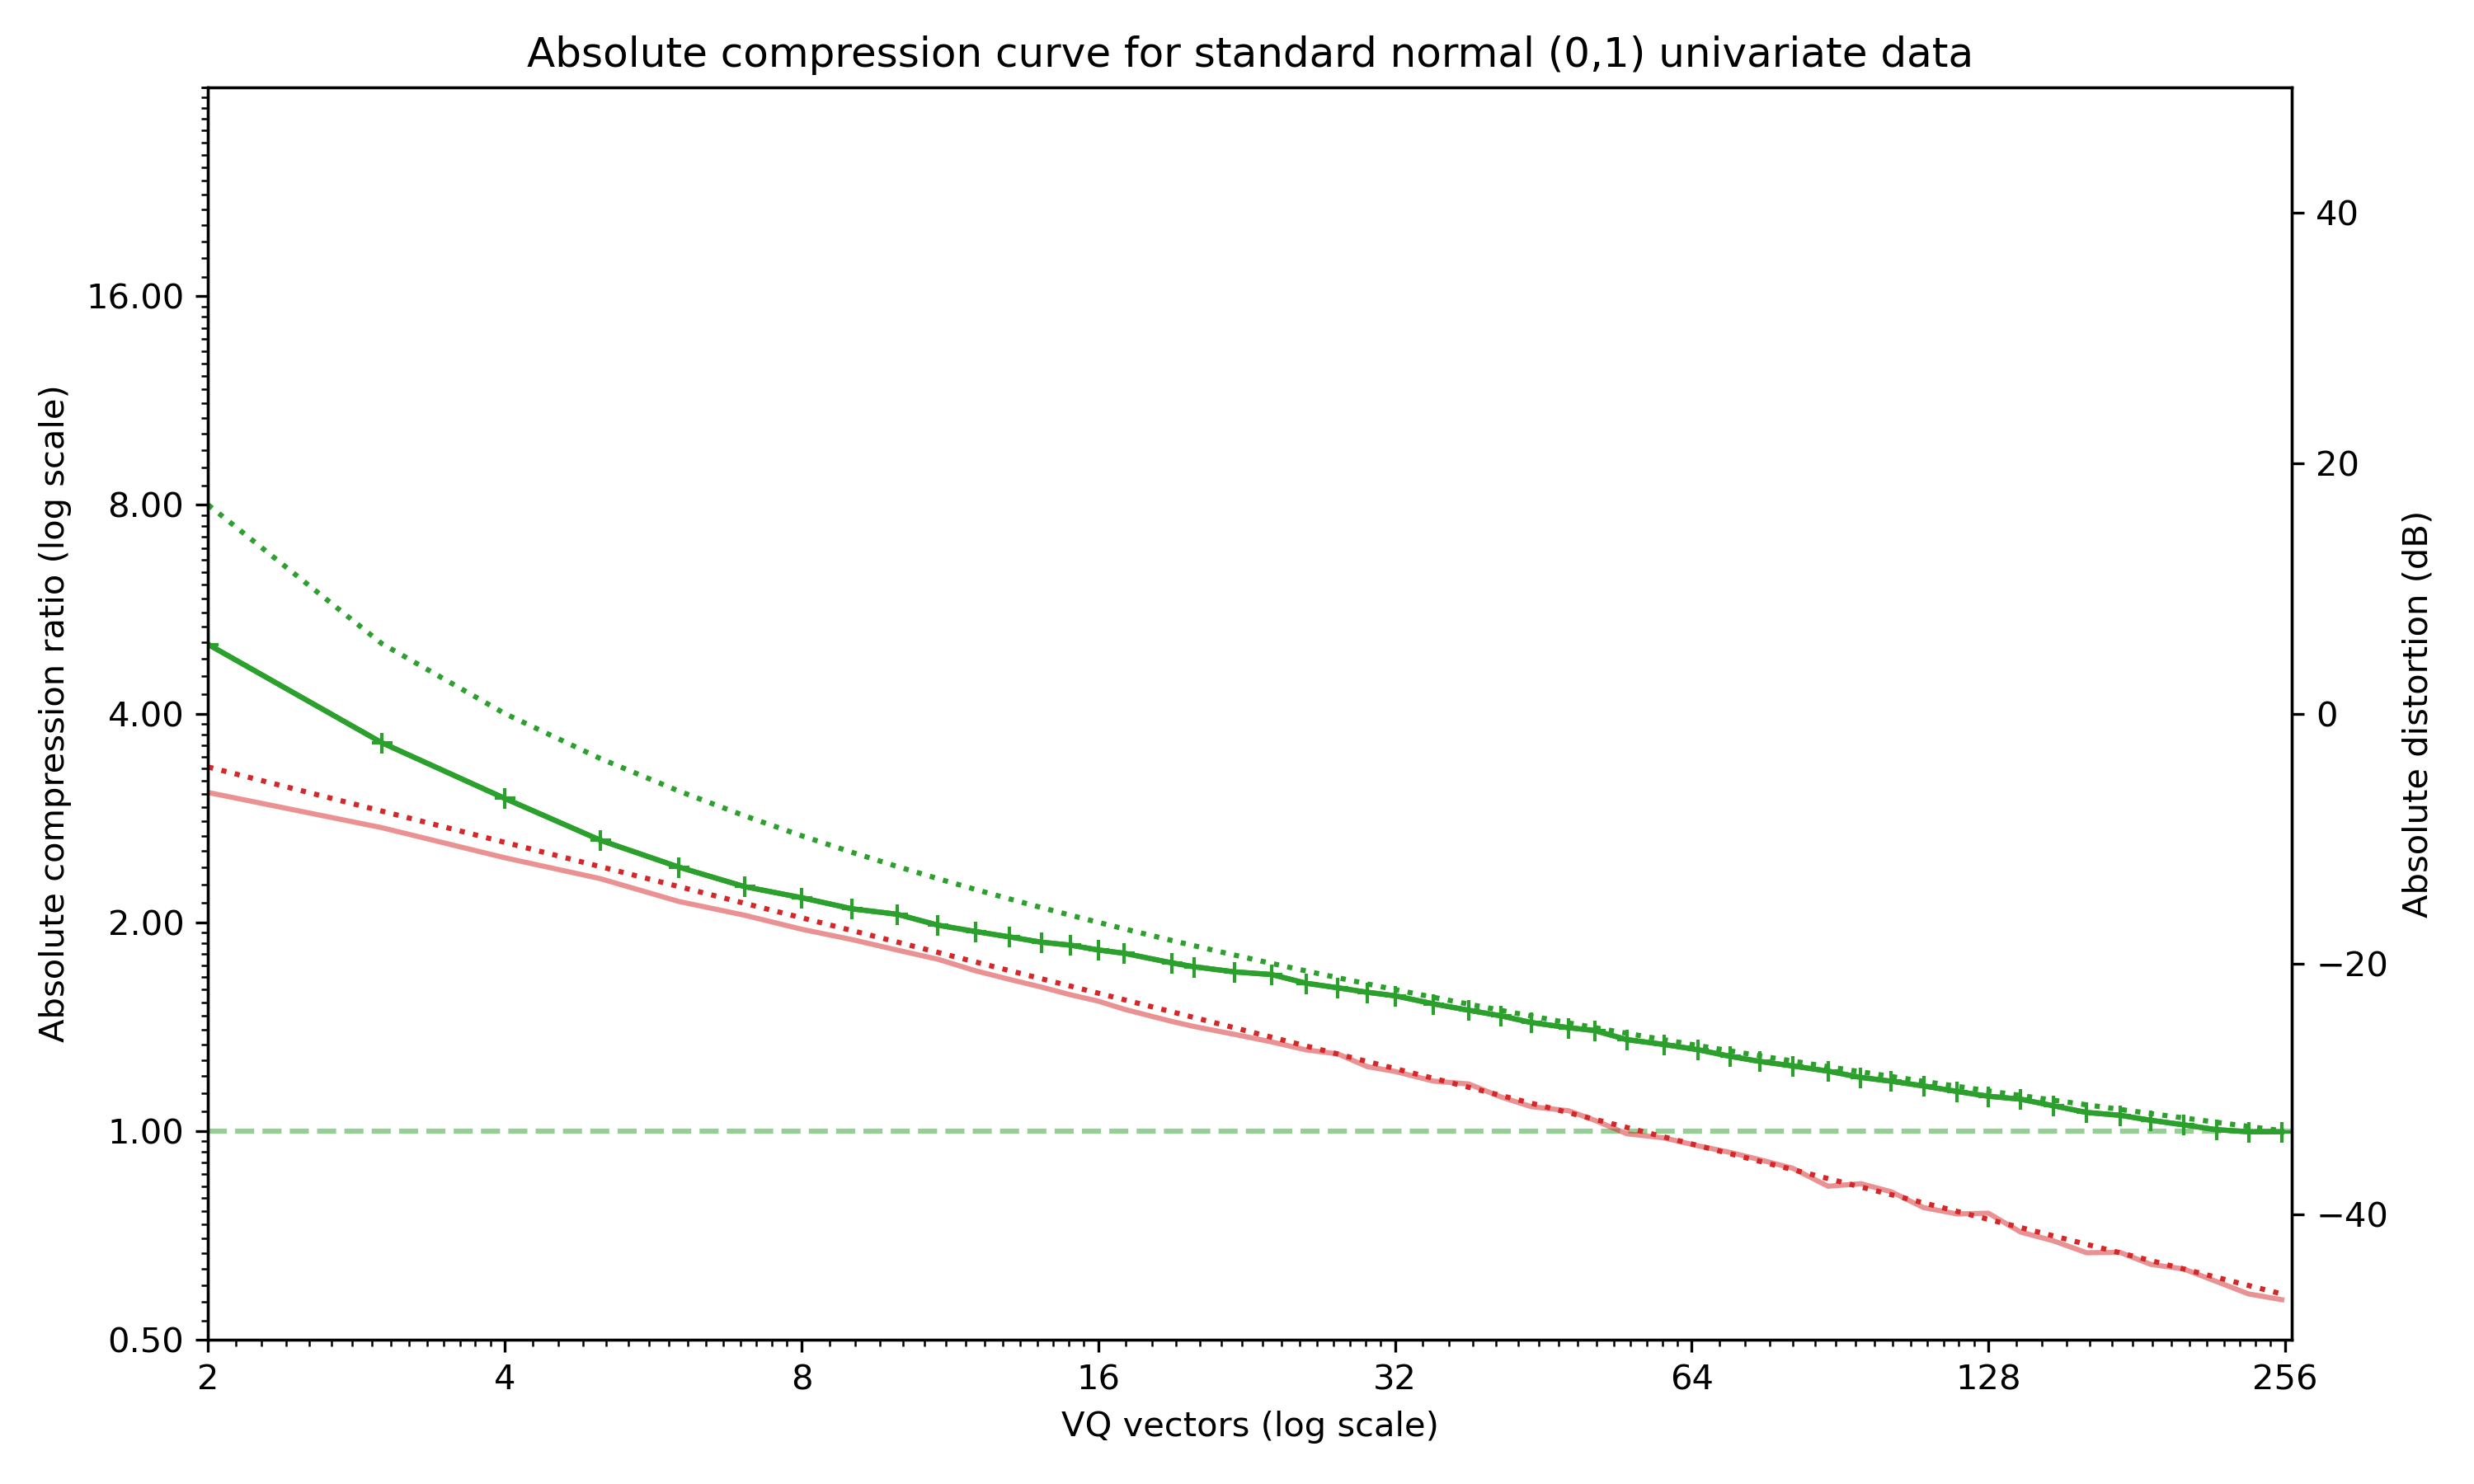 Absolute compression curve for standard normal (0,1) univariate data
Absolute compression ratio (log scale)
16.00
8.00
4.00
2.00
1.00
0.50
40
20
0
−20
−40
Absolute distortion (dB)
2 4 8 16 32 64 128 256
VQ vectors (log scale)